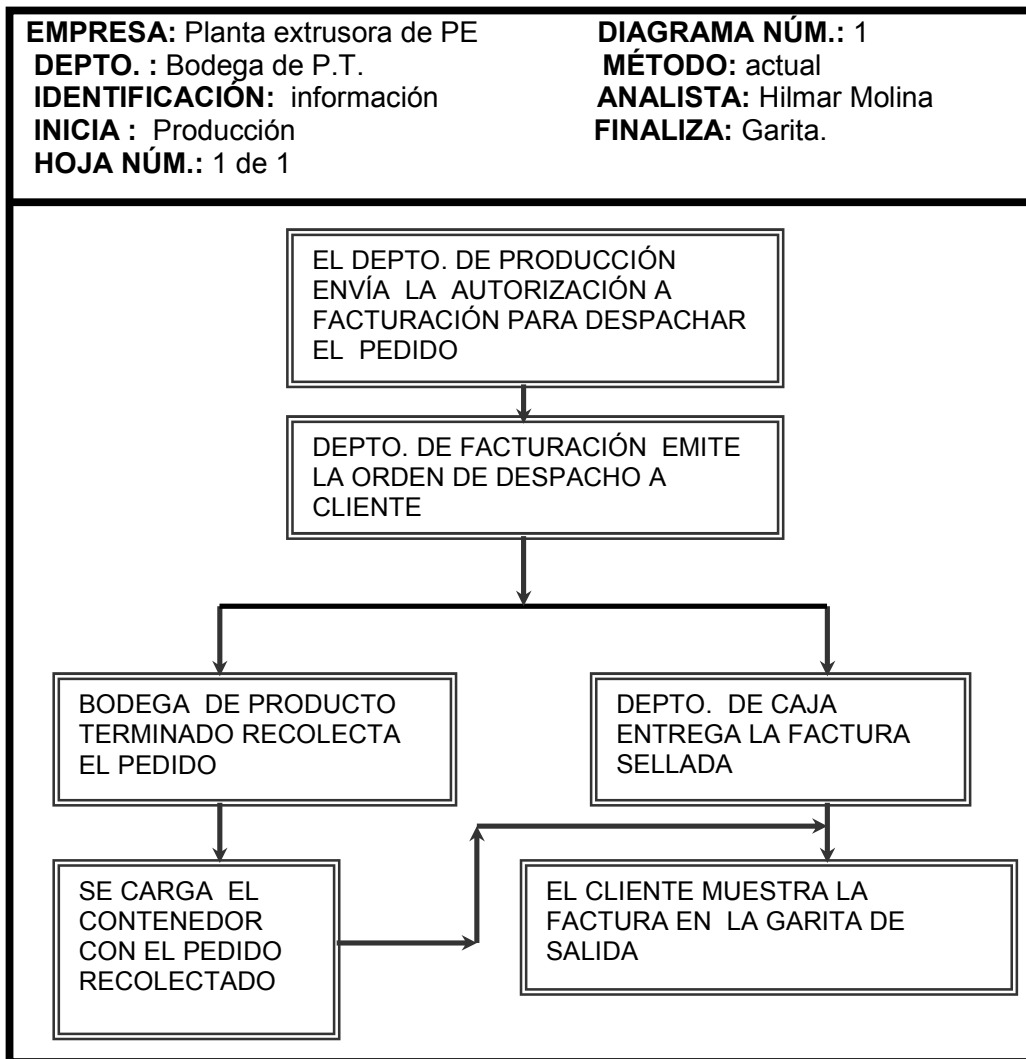 EMPRESA: Planta extrusora de PE DIAGRAMA NÚM.: 1
DEPTO. : Bodega de P.T. MÉTODO: actual
IDENTIFICACIÓN: información ANALISTA: Hilmar Molina
INICIA : Producción FINALIZA: Garita.
HOJA NÚM.: 1 de 1
EL DEPTO. DE PRODUCCIÓN
ENVÍA LA AUTORIZACIÓN A
FACTURACIÓN PARA DESPACHAR
EL PEDIDO
DEPTO. DE FACTURACIÓN EMITE
LA ORDEN DE DESPACHO A
CLIENTE
BODEGA DE PRODUCTO
TERMINADO RECOLECTA
EL PEDIDO
DEPTO. DE CAJA
ENTREGA LA FACTURA
SELLADA
SE CARGA EL
CONTENEDOR
CON EL PEDIDO
RECOLECTADO
EL CLIENTE MUESTRA LA
FACTURA EN LA GARITA DE
SALIDA